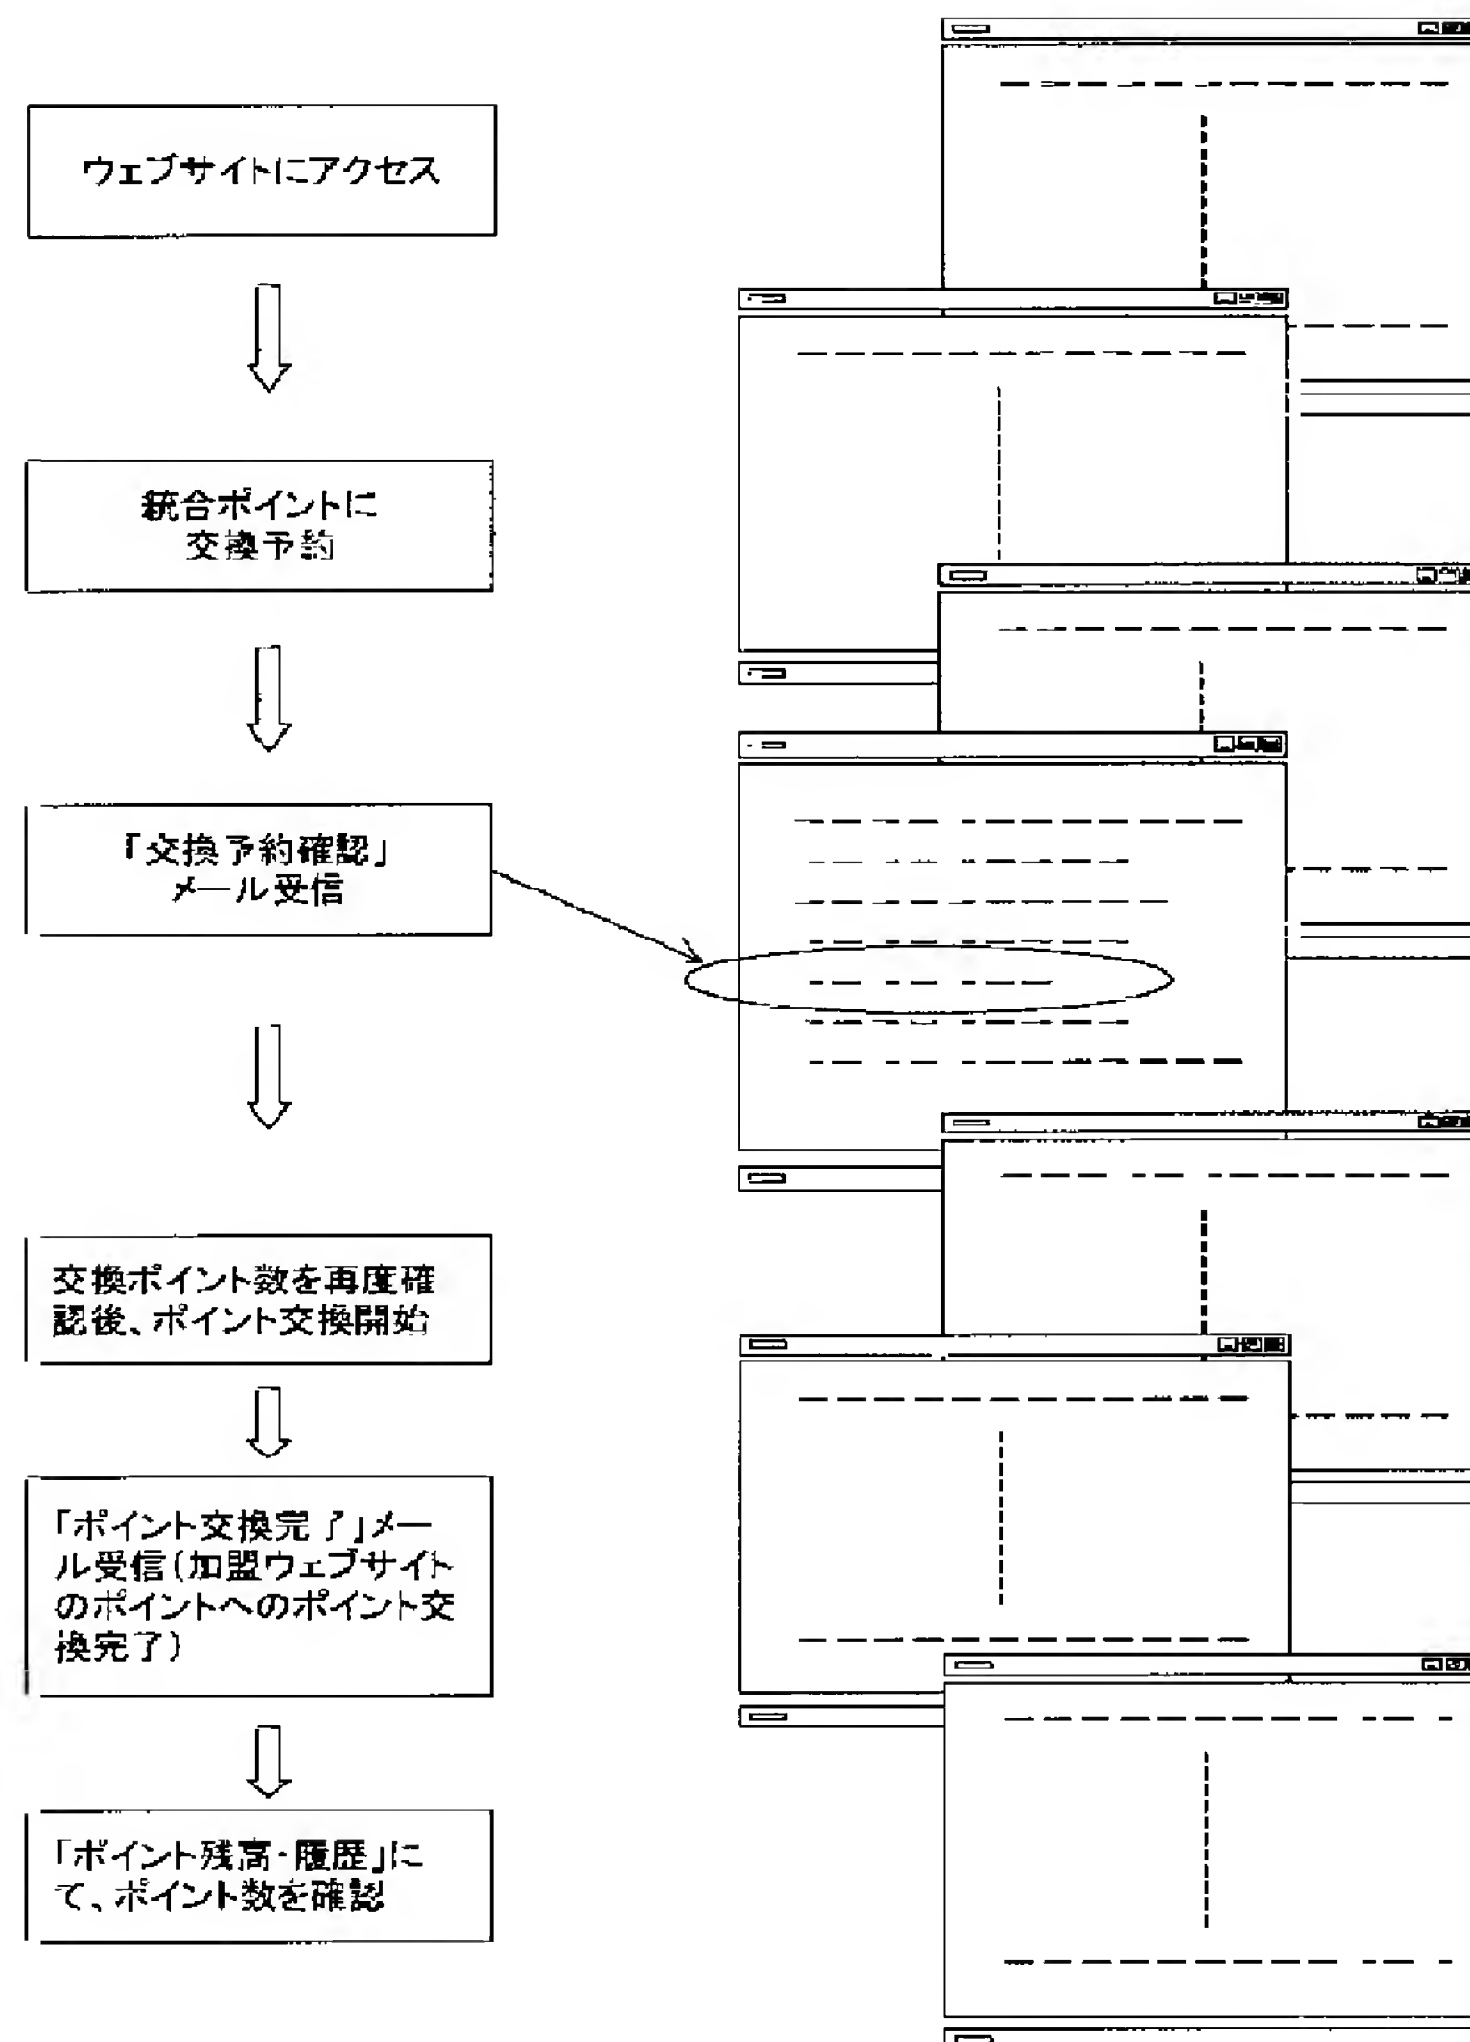 ウェブサイトにアクセス
統合ポイントに
交換予約
「交換予約確認」
メール受信
交換ポイント数を再度確
認後、ポイント交換開始
「ポイント交換完了」メー
ル受信(加盟ウェブサイト
のポイントへのポイント交
換完了)
「ポイント残高・履歴」に
て、ポイント数を確認